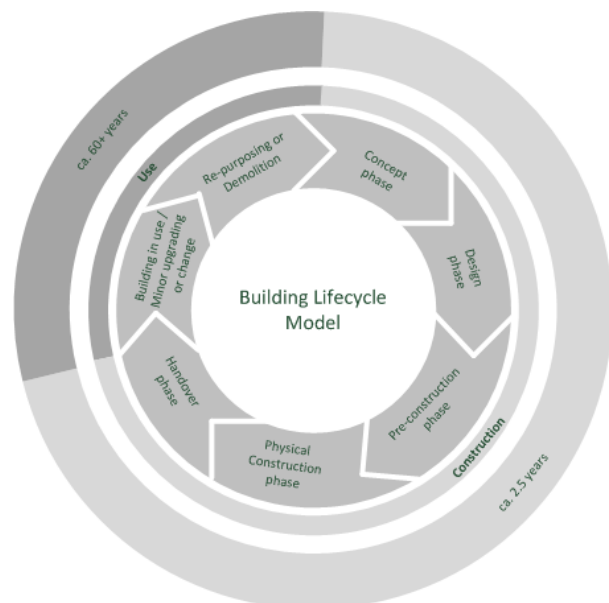 ca. 60+ years
Use
Re-purposing or
Demolition
Concept
phase
Design
phase
Building in use /
Minor upgrading
or change
Building Lifecycle
Model
Handover
phase
Pre-construction
phase
Physical
Construction
phase
Construction
ca. 2.5 years